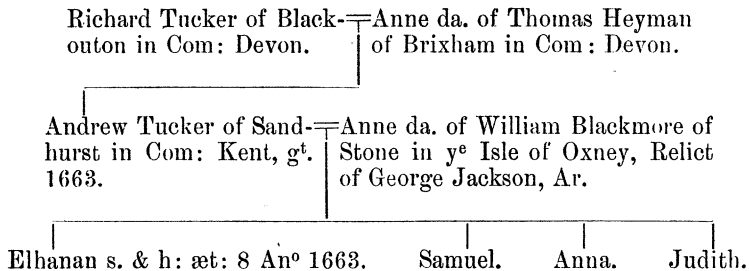 Richard Tucker of Black- Anne da. of Thomas Heyman
outon in Com: Devon. of Brixham in Com: Devon.
Andrew Tucker of Sand- Anne da. of William Blackmore of
hurst in Com: Kent, gᵗ. Stone in yᵉ Isle of Oxney, Relict
1663. of George Jackson, Ar.
Elhanan s. & h: æt: 8 Anº 1663. Samuel. Anna. Judith.